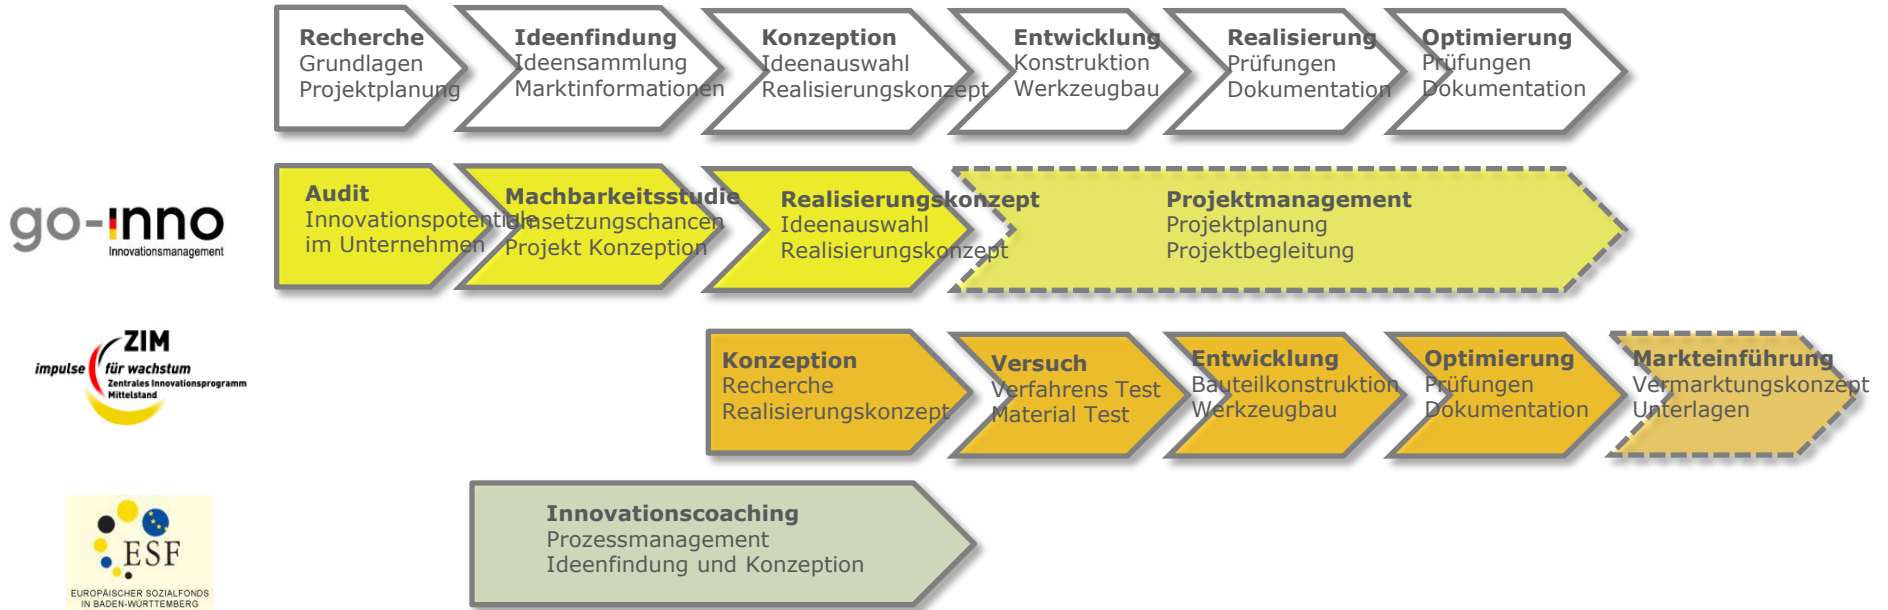 Recherche
Grundlagen
Projektplanung
Ideenfindung
Ideensammlung
Marktinformationen
Konzeption
Ideenauswahl
Realisierungskonzept
Entwicklung
Konstruktion
Werkzeugbau
Realisierung
Prüfungen
Dokumentation
Optimierung
Prüfungen
Dokumentation
go-inno
Innovationsmanagement
Audit
Innovationspotentiale
im Unternehmen
Machbarkeitsstudie
Umsetzungschancen
Projekt Konzeption
Realisierungskonzept
Ideenauswahl
Realisierungskonzept
Projektmanagement
Projektplanung
Projektbegleitung
ZIM
impulse für wachstum
Zentrales Innovationsprogramm
Mittelstand
Konzeption
Recherche
Realisierungskonzept
Versuch
Verfahrens Test
Material Test
Entwicklung
Bauteilkonstruktion
Werkzeugbau
Optimierung
Prüfungen
Dokumentation
Markteinführung
Vermarktungskonzept
Unterlagen
ESF
EUROPÄISCHER SOZIALFONDS
IN BADEN-WÜRTTEMBERG
Innovationscoaching
Prozessmanagement
Ideenfindung und Konzeption